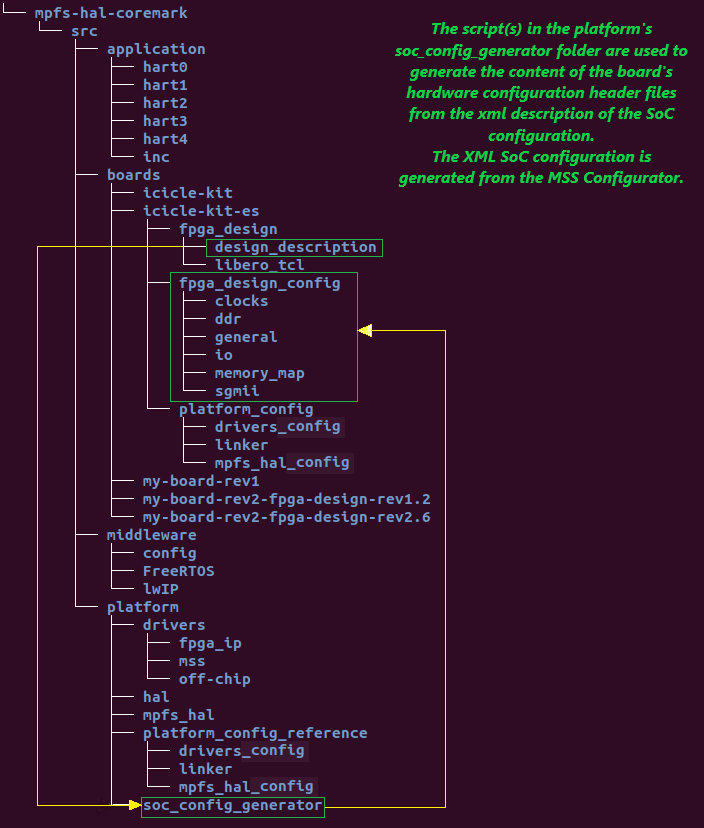 mpfs-hal-coremark
src
application
hart0
hart1
hart2
hart3
hart4
inc
boards
icicle-kit
icicle-kit-es
fpga_design
design_description
libero_tcl
fpga_design_config
clocks
ddr
general
io
memory_map
sgmii
platform_config
drivers_config
linker
mpfs_hal_config
my-board-rev1
my-board-rev2-fpga-design-rev1.2
my-board-rev2-fpga-design-rev2.6
middleware
config
FreeRTOS
lwIP
platform
drivers
fpga_ip
mss
off-chip
hal
mpfs_hal
platform_config_reference
drivers_config
linker
mpfs_hal_config
soc_config_generator
The script(s) in the platform's
soc_config_generator folder are used to
generate the content of the board's
hardware configuration header files
from the xml description of the SoC
configuration.
The XML SoC configuration is
generated from the MSS Configurator.